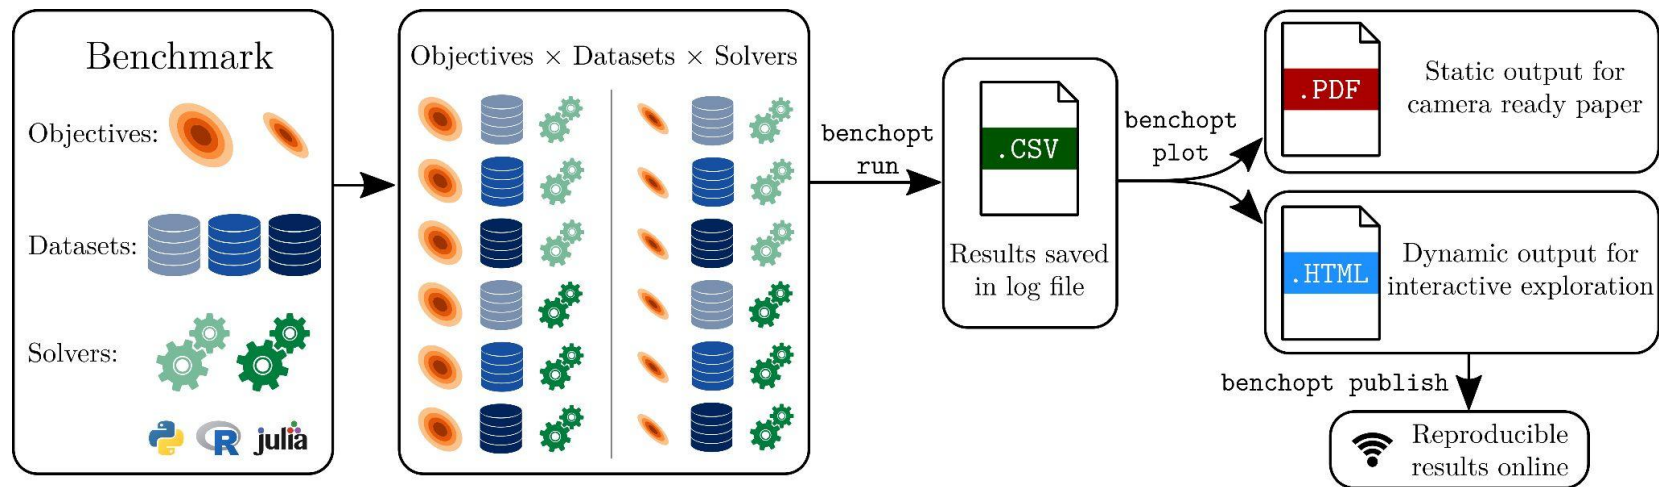 Benchmark
Objectives:
Datasets:
Solvers:
R julia
Objectives × Datasets × Solvers
benchopt
run
.CSV
Results saved
in log file
benchopt
plot
.PDF
Static output for
camera ready paper
.HTML
Dynamic output for
interactive exploration
benchopt publish
Reproducible
results online